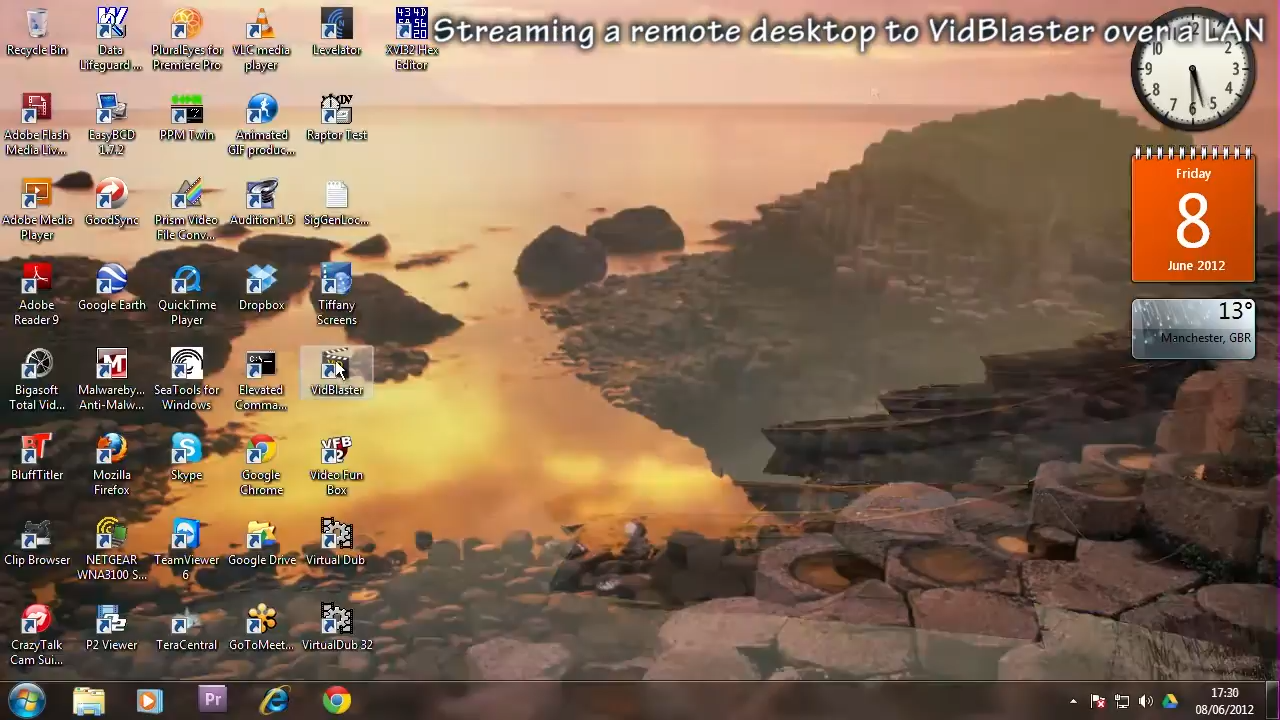 Streaming a remote desktop to VidBlaster over a LAN
Recycle Bin
Data
Lifeguard ...
PluralEyes for
Premiere Pro
VLC media
player
Levelator
XVI32 Hex
Editor
Adobe Flash
Media Liv...
EasyBCD
1.7.2
PPM Twin
Animated
GIF produc...
Raptor Test
Adobe Media
Player
GoodSync
Prism Video
File Conv...
Audition 1.5
SigGenLoc...
Adobe
Reader 9
Google Earth
QuickTime
Player
Dropbox
Tiffany
Screens
Bigasoft
Total Vid...
Malwareby...
Anti-Malw...
SeaTools for
Windows
Elevated
Comma...
VidBlaster
BluffTitler
Mozilla
Firefox
Skype
Google
Chrome
Video Fun
Box
Clip Browser
NETGEAR
WNA3100 S...
TeamViewer
6
Google Drive
Virtual Dub
CrazyTalk
Cam Sui...
P2 Viewer
TeraCentral
GoToMeet...
VirtualDub 32
Friday
8
June 2012
13°
Manchester, GBR
Pr
17:30
08/06/2012